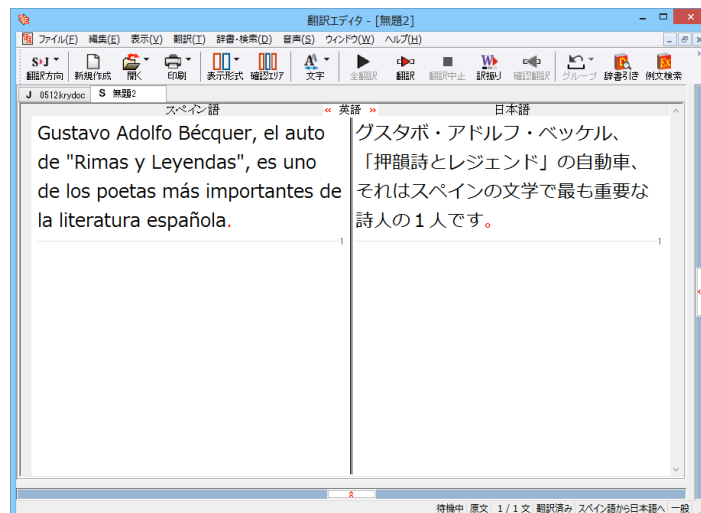 翻訳エディタ - [無題2]
ファイル(F) 編集(E) 表示(V) 翻訳(T) 辞書・検索(D) 音声(S) ウィンドウ(W) ヘルプ(H)
翻訳方向 新規作成 開く 印刷 表示形式 確認エリア 文字 全翻訳 翻訳 翻訳中止 訳振り 確認翻訳 グループ 辞書引き 例文検索
J 0512krydoc S 無題2
スペイン語 « 英語 » 日本語
Gustavo Adolfo Bécquer, el auto
de "Rimas y Leyendas", es uno
de los poetas más importantes de
la literatura española.
1
グスタボ・アドルフ・ベッケル、
「押韻詩とレジェンド」の自動車、
それはスペインの文学で最も重要な
詩人の１人です。
1
待機中 原文 1/1文 翻訳済み スペイン語から日本語へ 一般